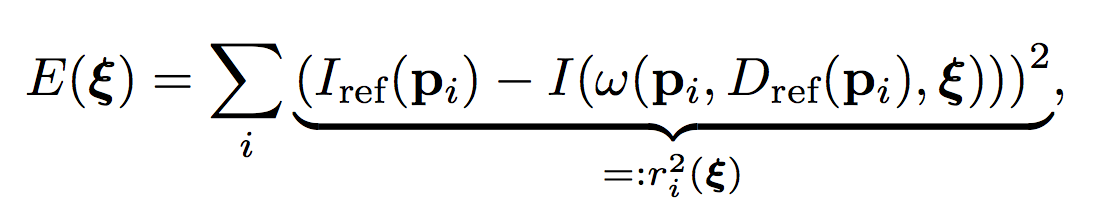 E(ξ) = ∑_i (I_ref(p_i) − I(ω(p_i, D_ref(p_i), ξ)))²,
=: r_i²(ξ)